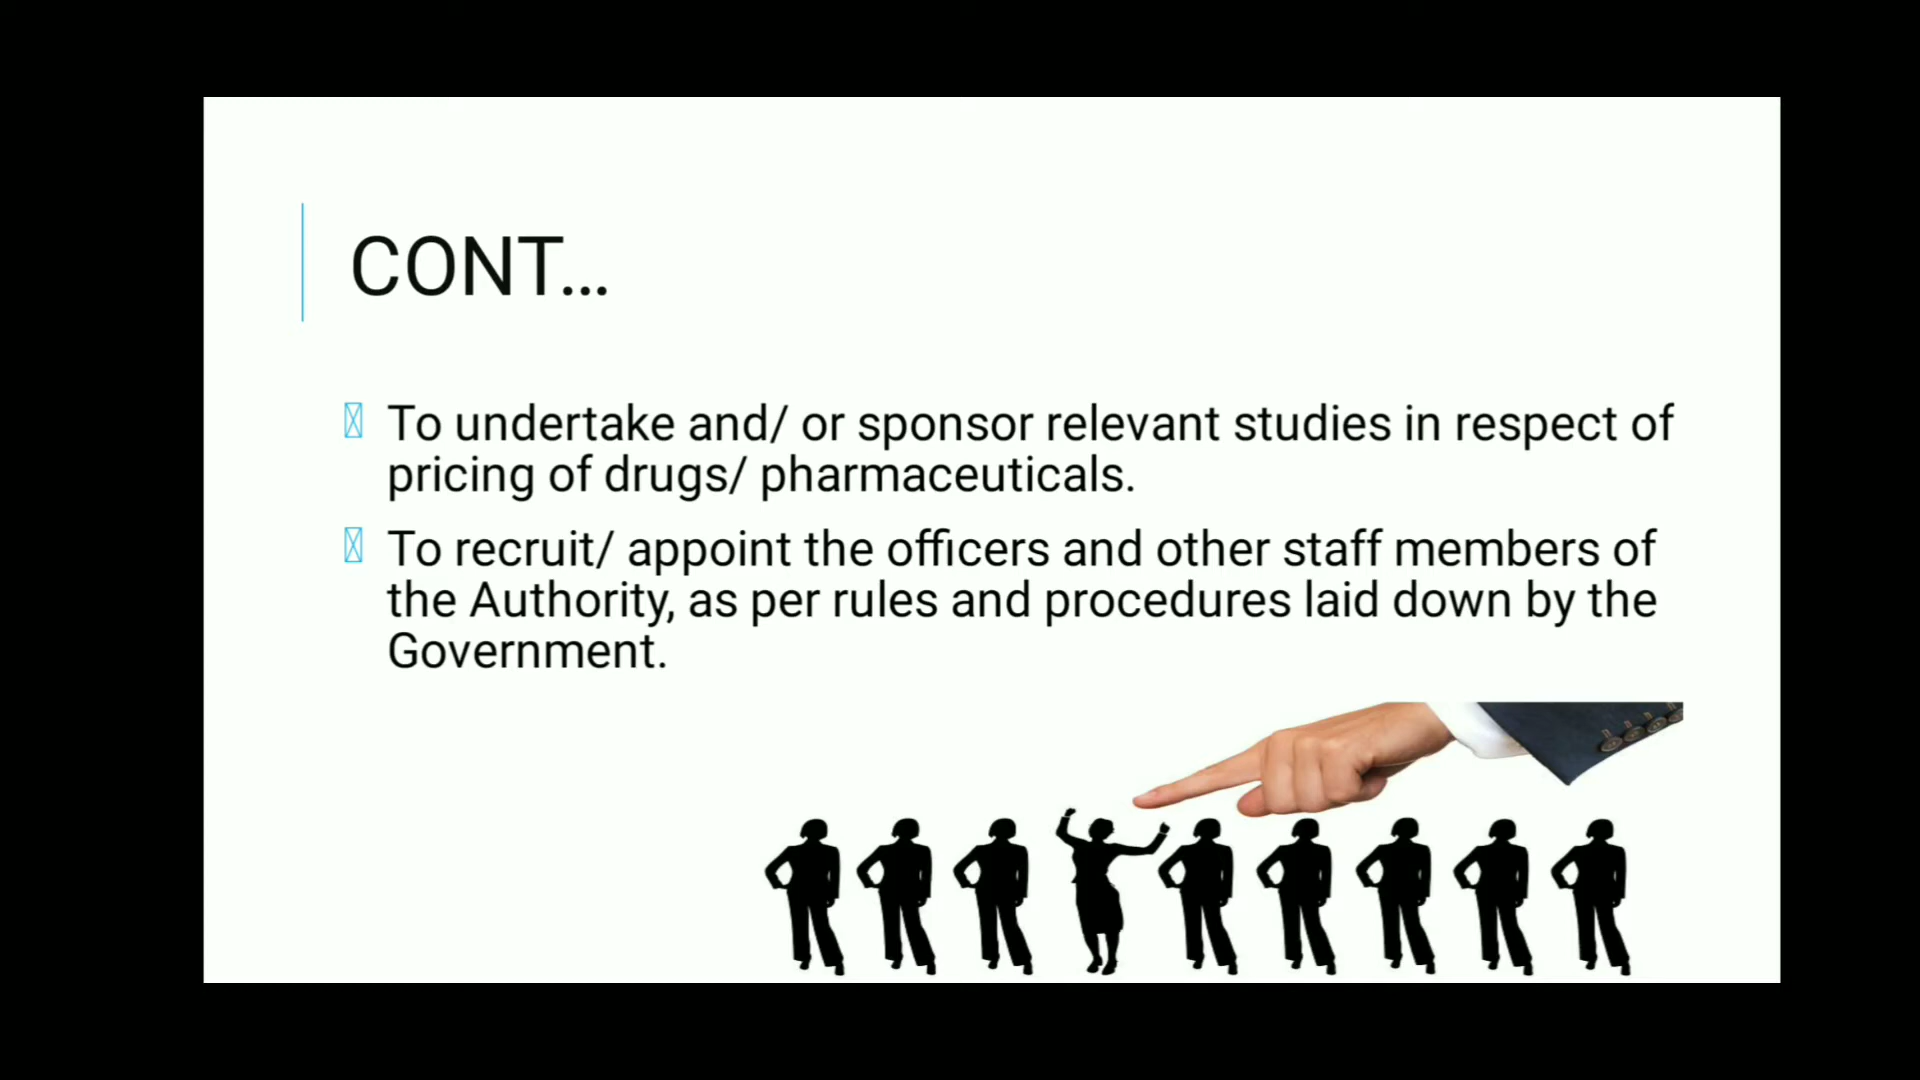 CONT...
To undertake and/ or sponsor relevant studies in respect of
pricing of drugs/ pharmaceuticals.
To recruit/ appoint the officers and other staff members of
the Authority, as per rules and procedures laid down by the
Government.